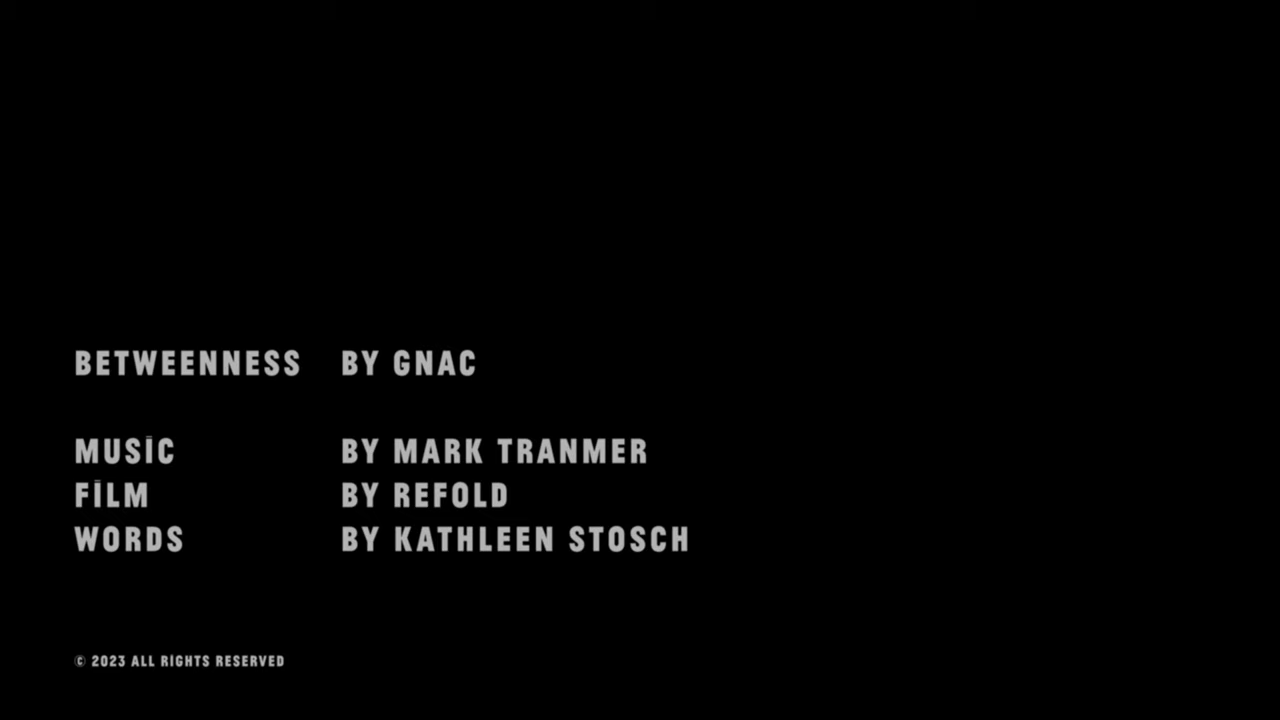 BETWEENNESS BY GNAC
MUSIC BY MARK TRANMER
FILM BY REFOLD
WORDS BY KATHLEEN STOSCH
© 2023 ALL RIGHTS RESERVED